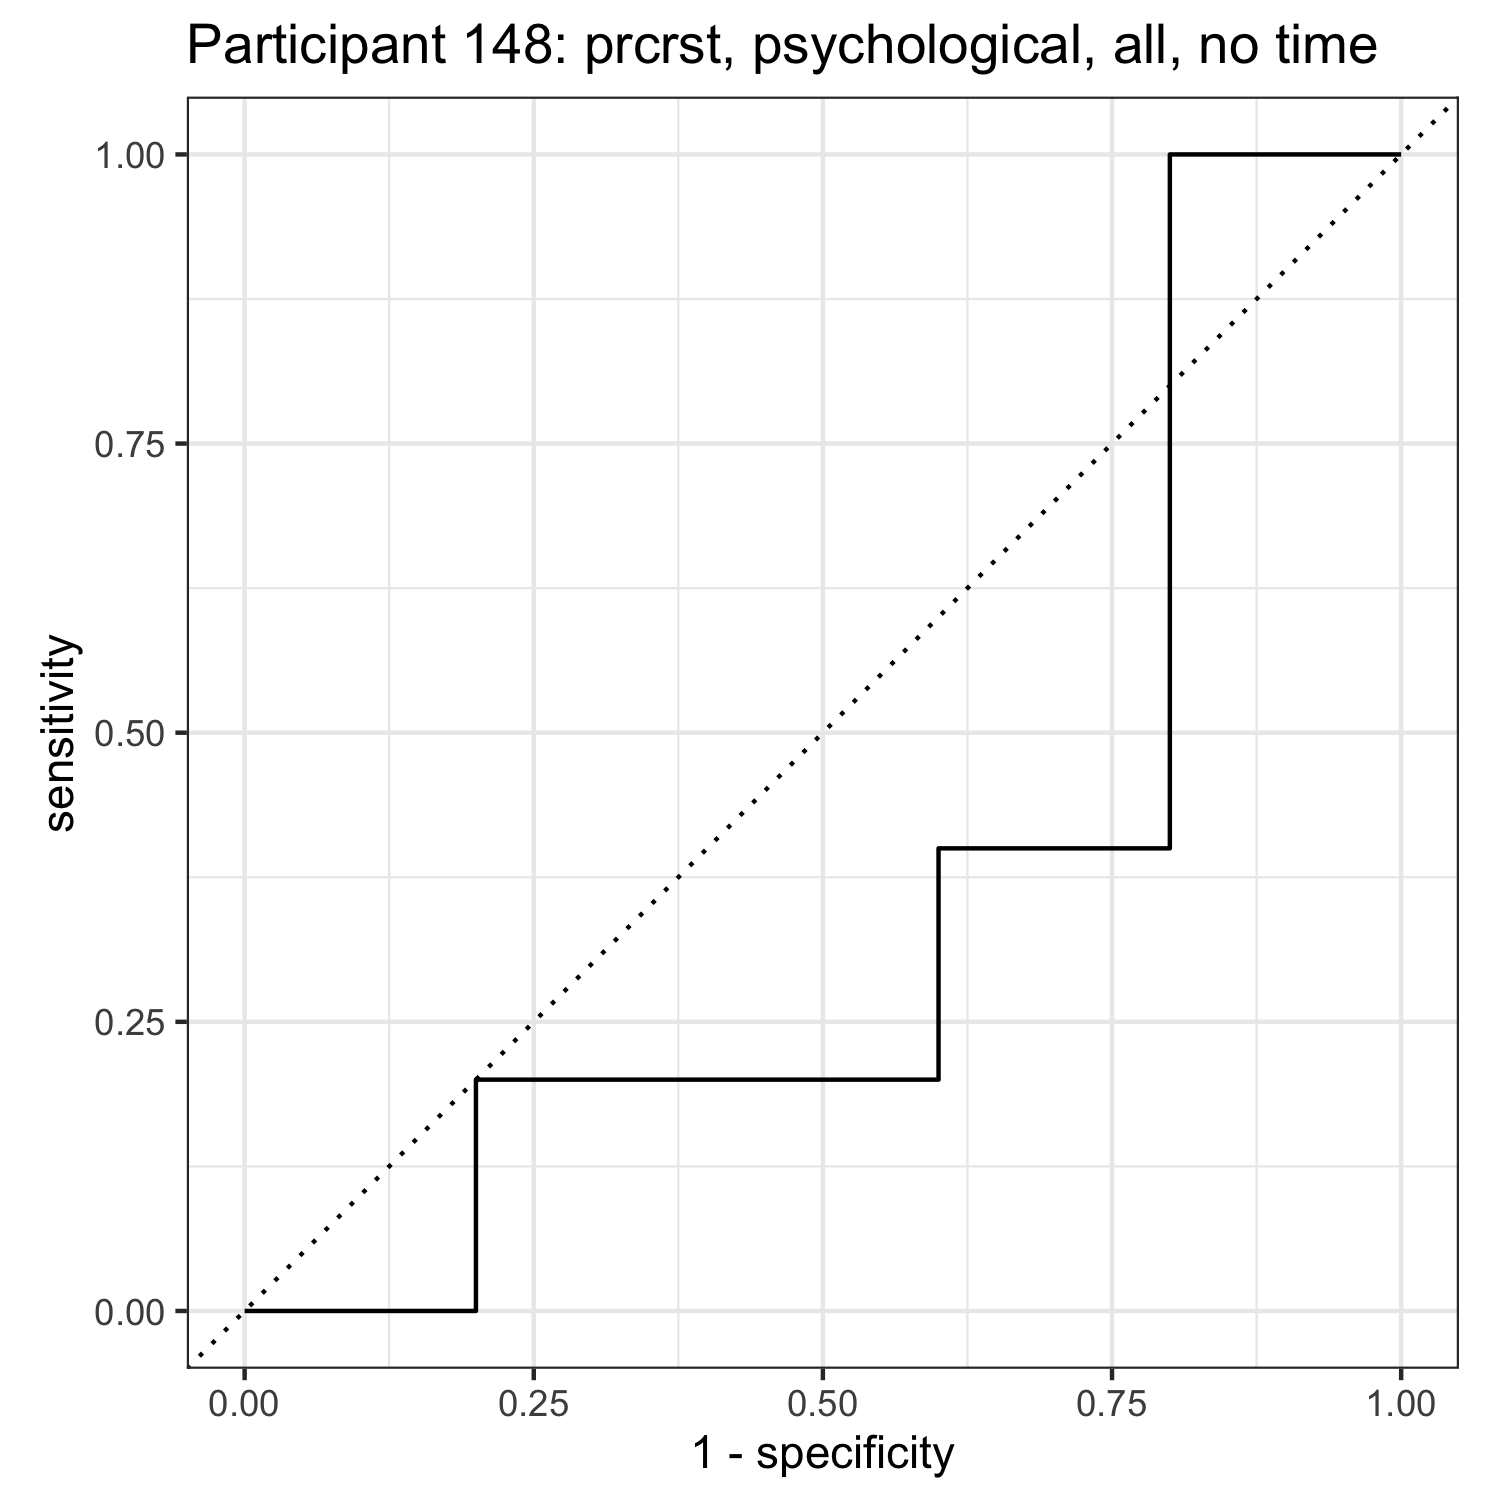 Participant 148: prcrst, psychological, all, no time
1.00
0.75
0.50
0.25
0.00
sensitivity
0.00 0.25 0.50 0.75 1.00
1 - specificity